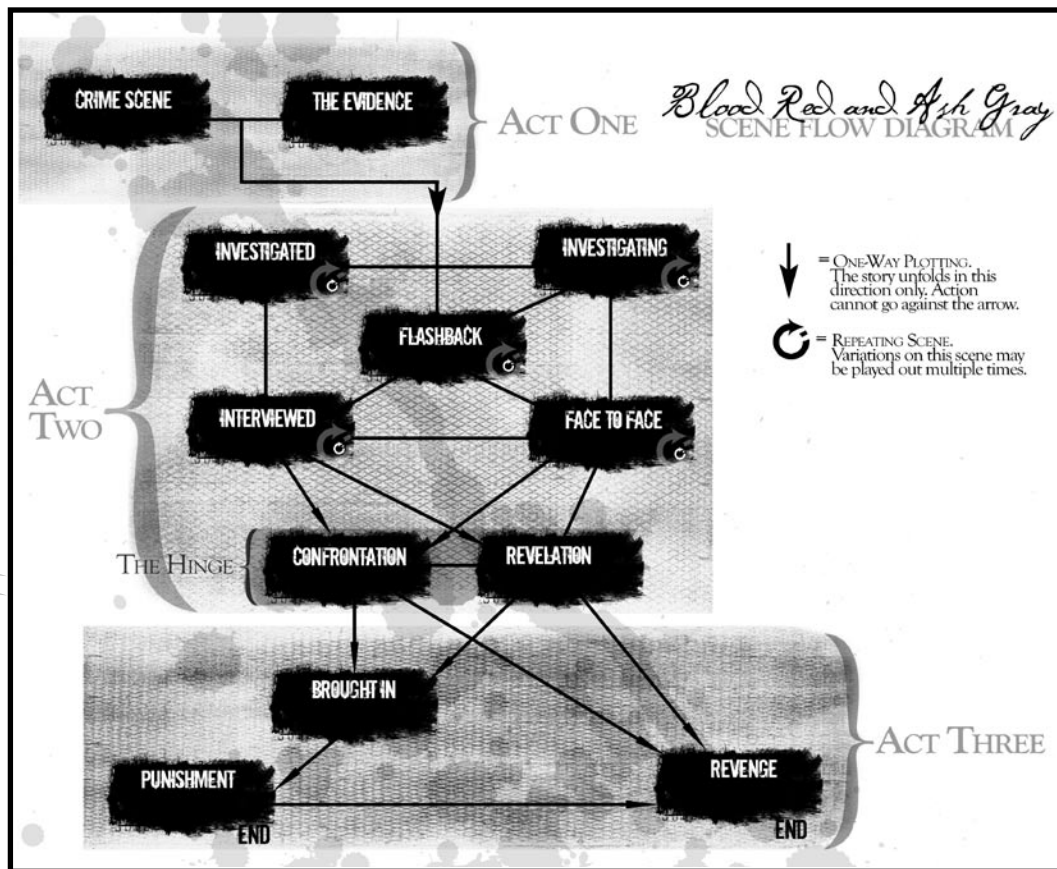 CRIME SCENE
THE EVIDENCE
ACT ONE
Blood Red and Ash Gray
SCENE FLOW DIAGRAM
INVESTIGATED
INVESTIGATING
= ONE-WAY PLOTTING.
The story unfolds in this
direction only. Action
cannot go against the arrow.
FLASHBACK
= REPEATING SCENE.
Variations on this scene may
be played out multiple times.
ACT
TWO
INTERVIEWED
FACE TO FACE
THE HINGE
CONFRONTATION
REVELATION
BROUGHT IN
ACT THREE
PUNISHMENT
END
REVENGE
END